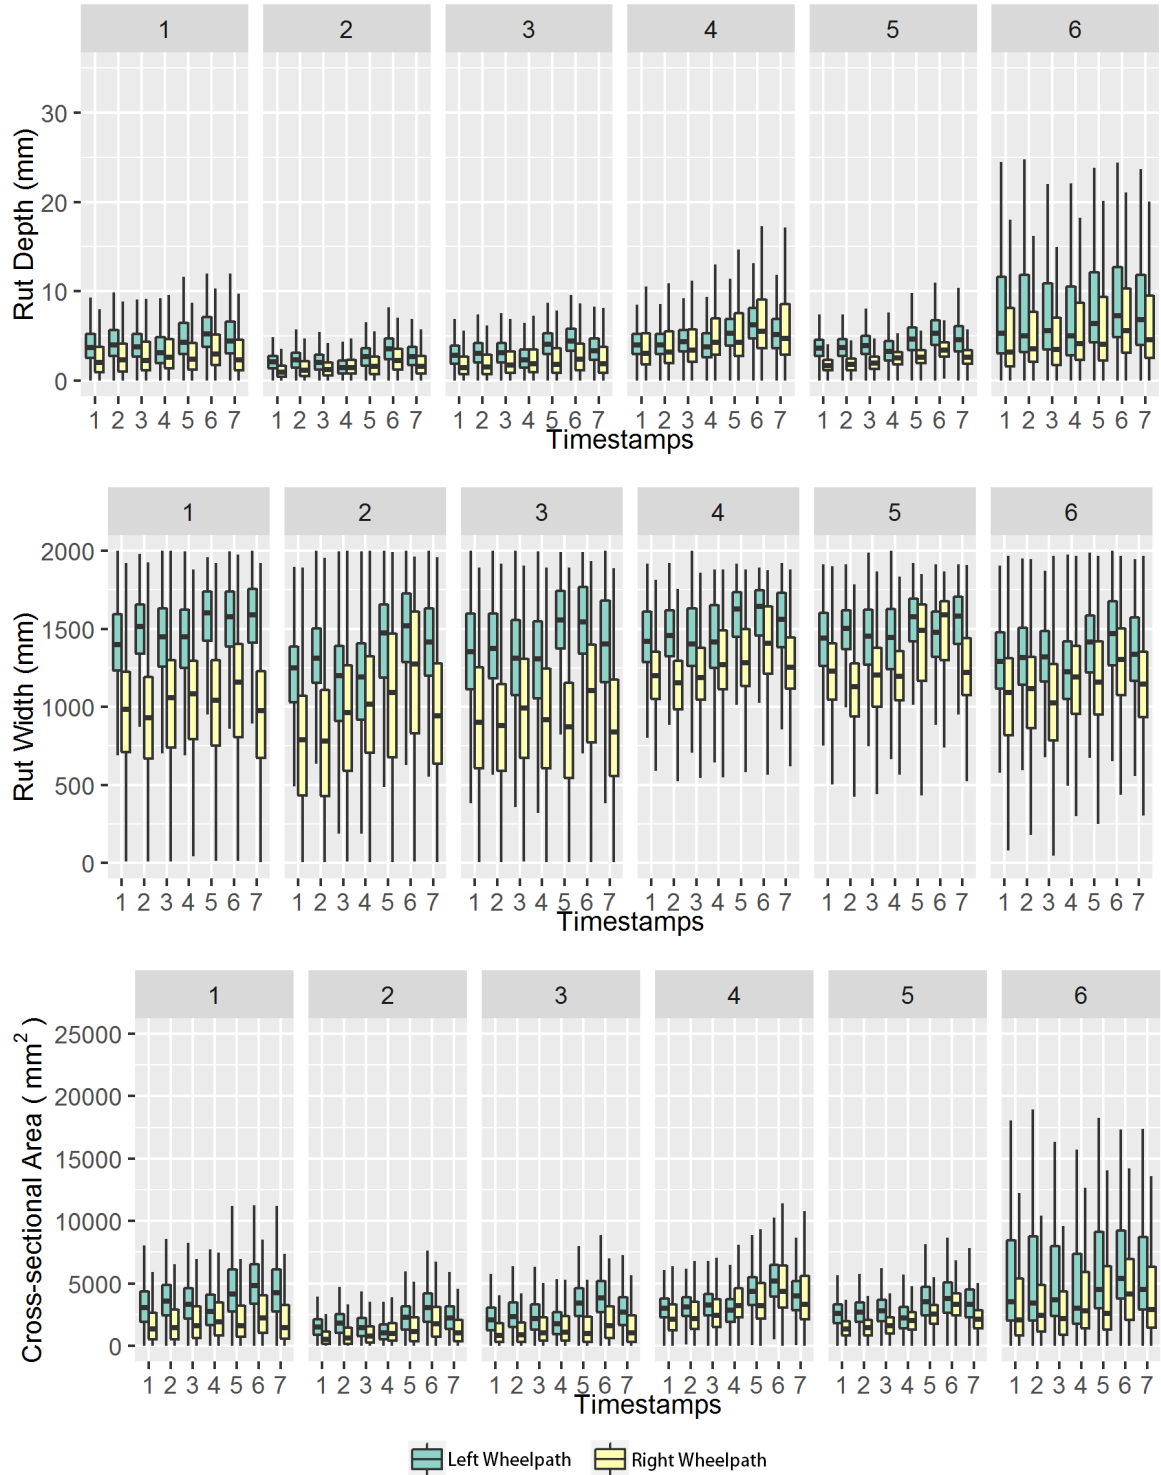 1 2 3 4 5 6
Rut Depth (mm)
30
20
10
0
1 2 3 4 5 6 7 1 2 3 4 5 6 7 1 2 3 4 5 6 7 1 2 3 4 5 6 7 1 2 3 4 5 6 7 1 2 3 4 5 6 7
Timestamps
1 2 3 4 5 6
Rut Width (mm)
2000
1500
1000
500
0
1 2 3 4 5 6 7 1 2 3 4 5 6 7 1 2 3 4 5 6 7 1 2 3 4 5 6 7 1 2 3 4 5 6 7 1 2 3 4 5 6 7
Timestamps
1 2 3 4 5 6
Cross-sectional Area ( mm² )
25000
20000
15000
10000
5000
0
1 2 3 4 5 6 7 1 2 3 4 5 6 7 1 2 3 4 5 6 7 1 2 3 4 5 6 7 1 2 3 4 5 6 7 1 2 3 4 5 6 7
Timestamps
Left Wheelpath Right Wheelpath